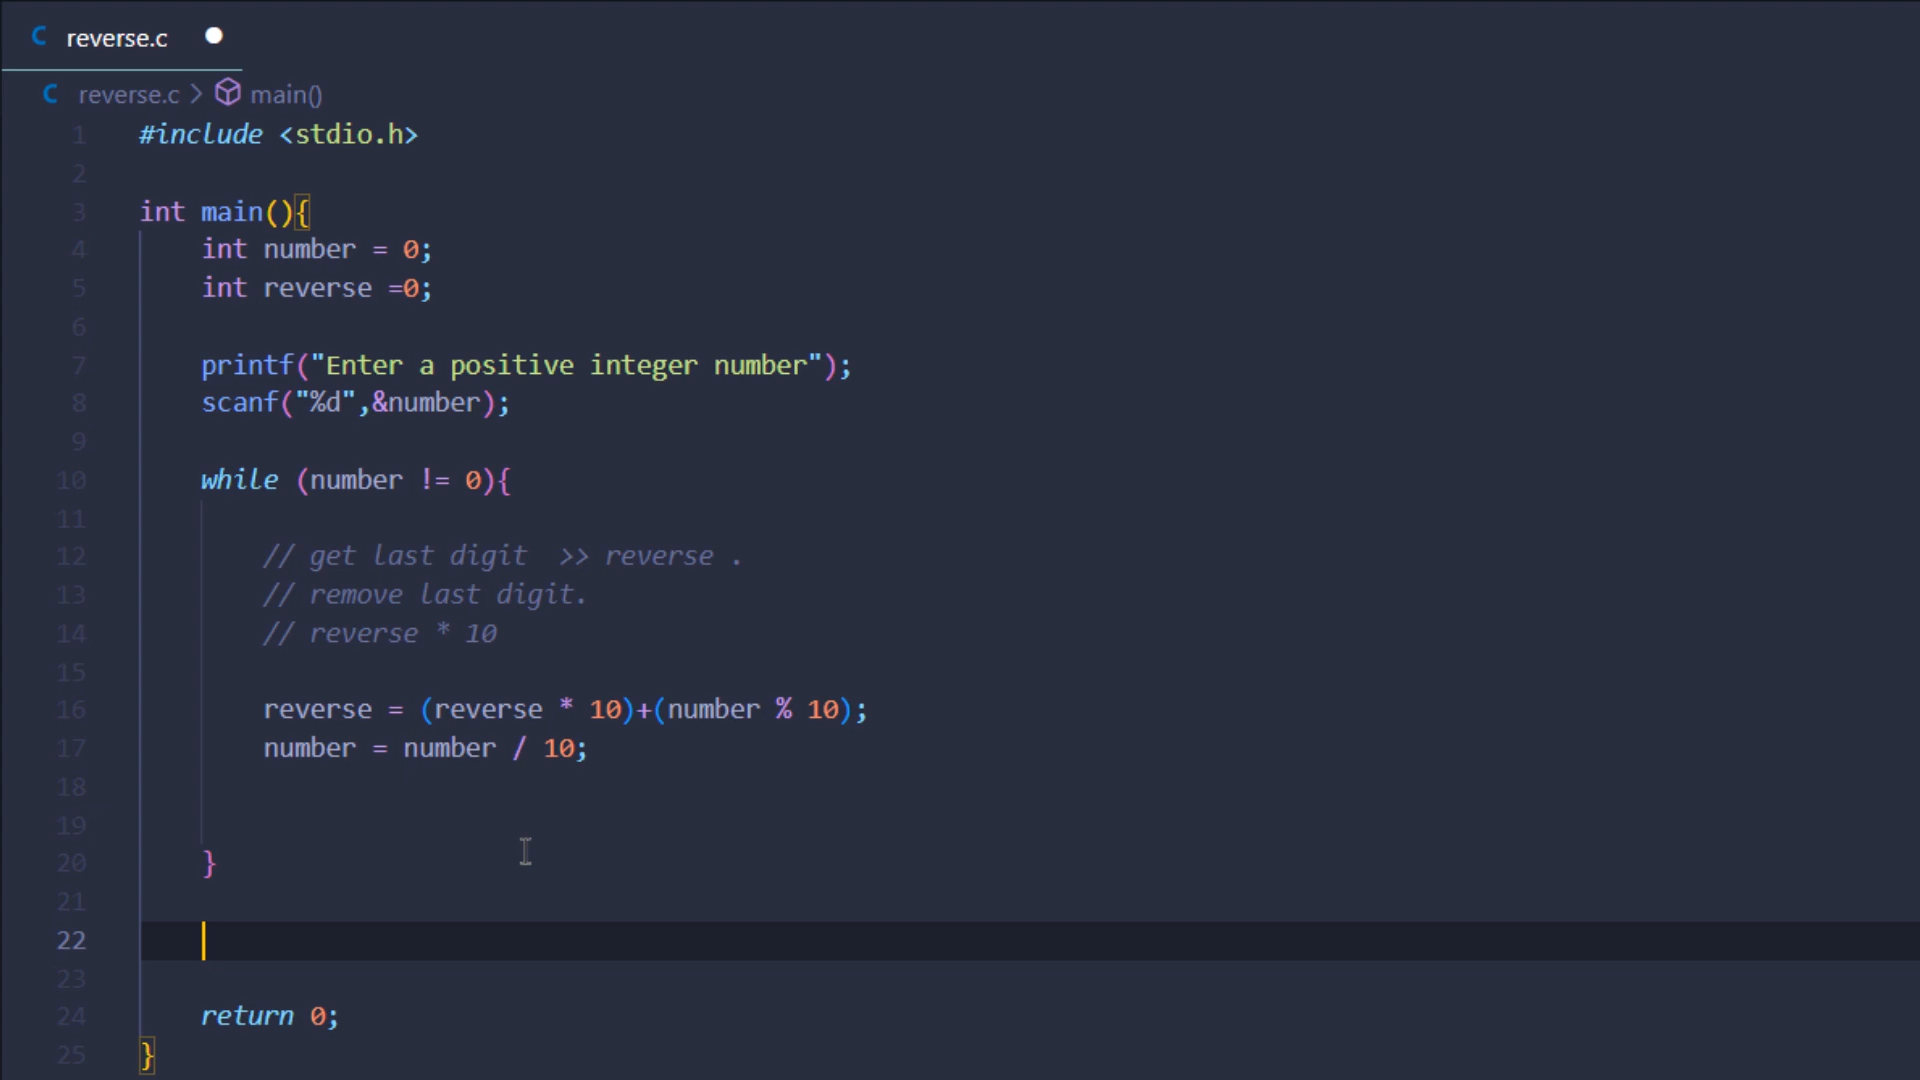 C reverse.c
C reverse.c > main()
1 #include <stdio.h>
2
3 int main(){
4 int number = 0;
5 int reverse =0;
6
7 printf("Enter a positive integer number");
8 scanf("%d",&number);
9
10 while (number != 0){
11
12 // get last digit  >> reverse .
13 // remove last digit.
14 // reverse * 10
15
16 reverse = (reverse * 10)+(number % 10);
17 number = number / 10;
18
19
20 }
21
22
23
24 return 0;
25 }